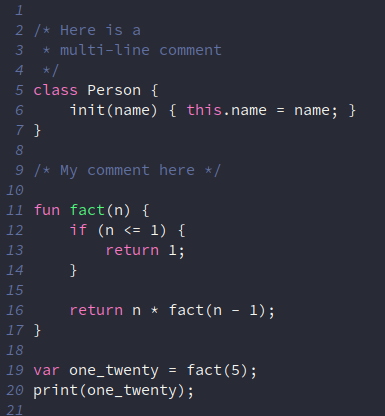 1
2 /* Here is a
3  * multi-line comment
4  */
5 class Person {
6     init(name) { this.name = name; }
7 }
8
9 /* My comment here */
10
11 fun fact(n) {
12     if (n <= 1) {
13         return 1;
14     }
15
16     return n * fact(n - 1);
17 }
18
19 var one_twenty = fact(5);
20 print(one_twenty);
21